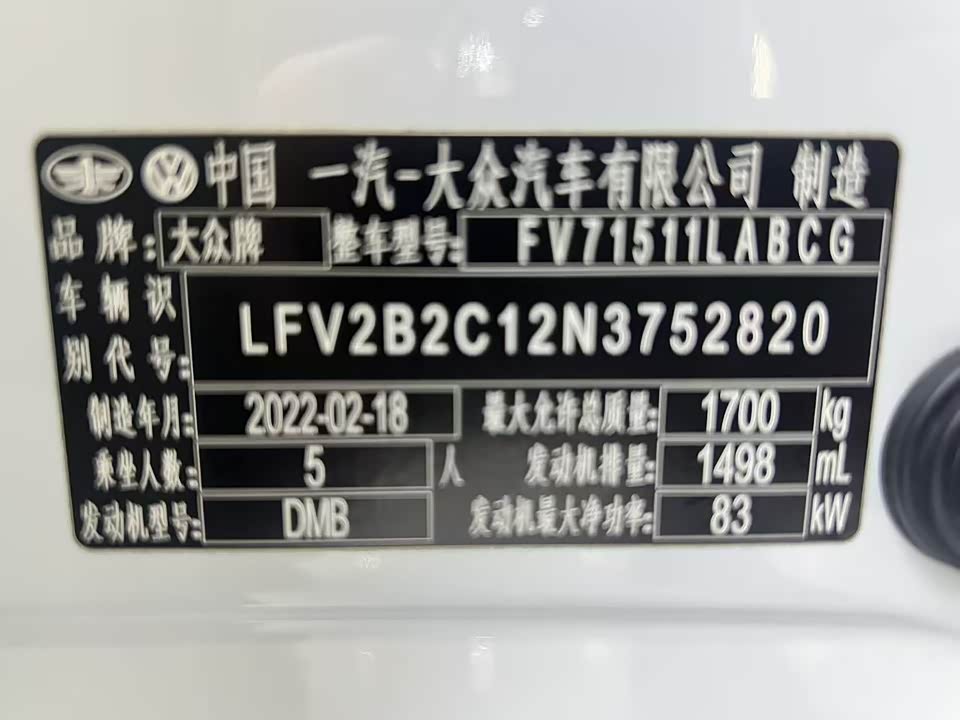 中国 一汽-大众汽车有限公司 制造
品牌: 大众牌 整车型号: FV71511LABCG
车辆识别代号: LFV2B2C12N3752820
制造年月: 2022-02-18 最大允许总质量: 1700 kg
乘坐人数: 5 人 发动机排量: 1498 mL
发动机型号: DMB 发动机最大净功率: 83 kW